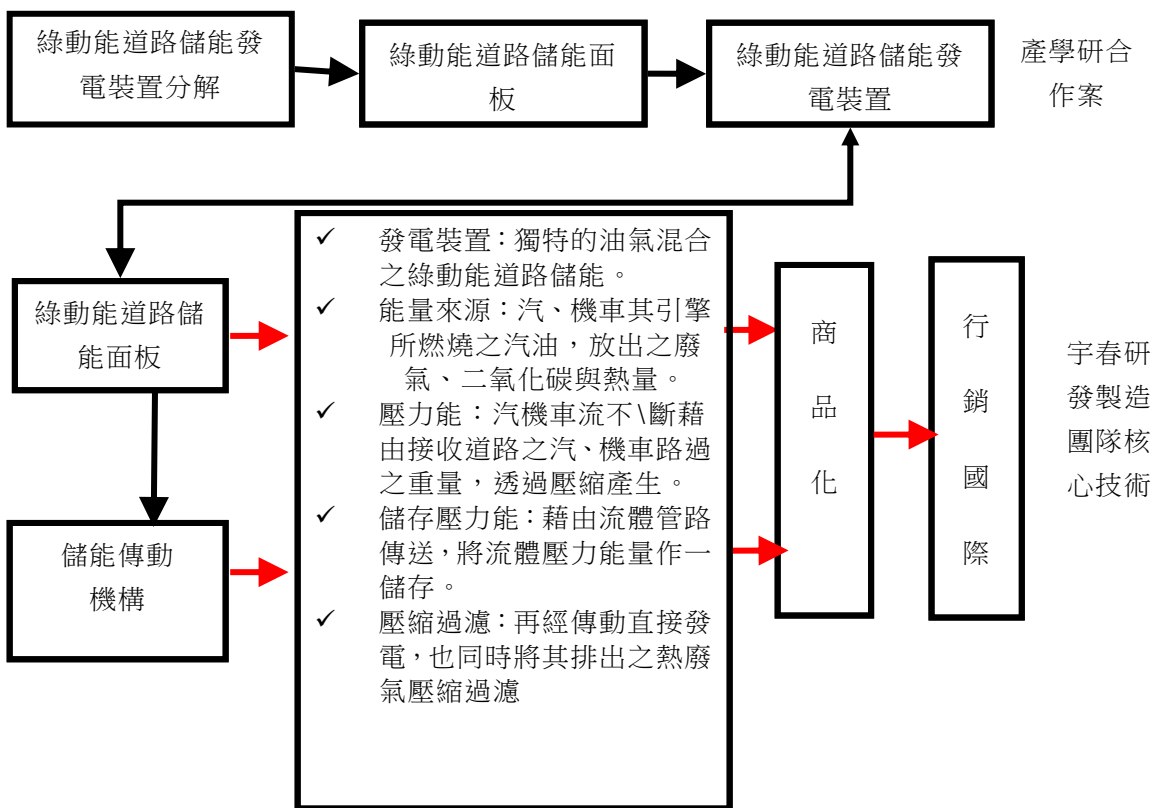 綠動能道路儲能發
電裝置分解
綠動能道路儲能面
板
綠動能道路儲能發
電裝置
產學研合
作案
綠動能道路儲
能面板
儲能傳動
機構
✓ 發電裝置：獨特的油氣混合
之綠動能道路儲能。
✓ 能量來源：汽、機車其引擎
所燃燒之汽油，放出之廢
氣、二氧化碳與熱量。
✓ 壓力能：汽機車流不\斷藉
由接收道路之汽、機車路過
之重量，透過壓縮產生。
✓ 儲存壓力能：藉由流體管路
傳送，將流體壓力能量作一
儲存。
✓ 壓縮過濾：再經傳動直接發
電，也同時將其排出之熱廢
氣壓縮過濾
商
品
化
行
銷
國
際
宇春研
發製造
團隊核
心技術